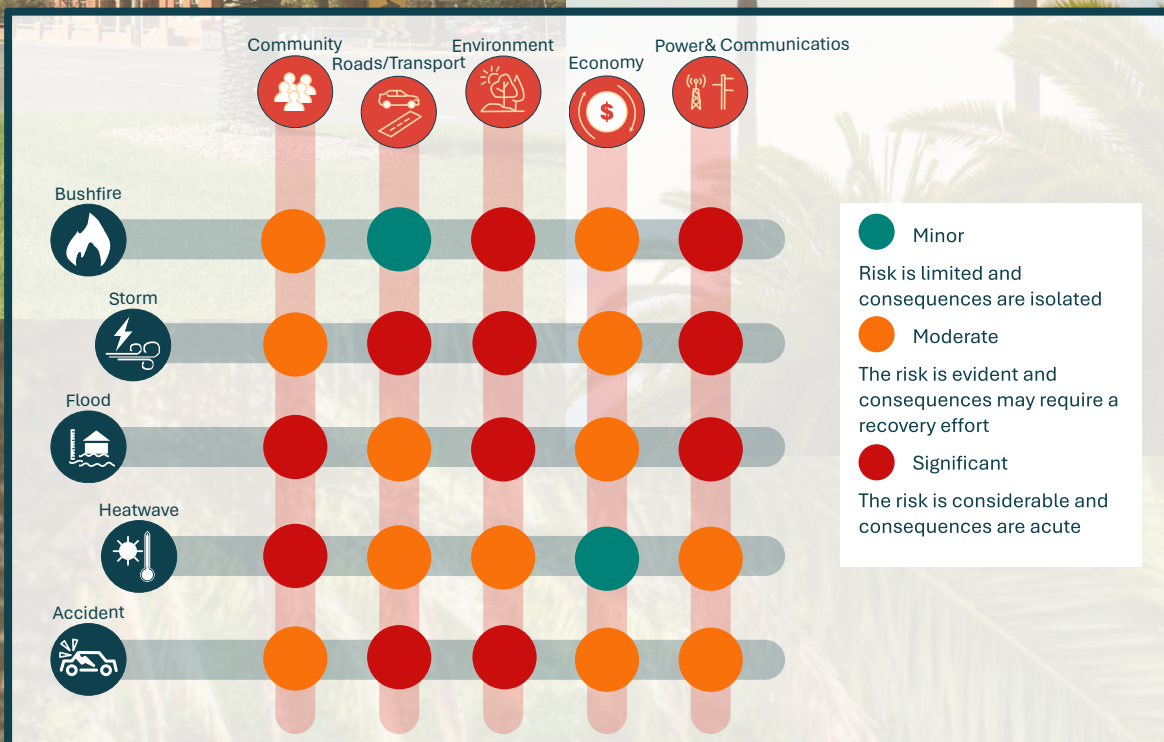 Community
Roads/Transport
Environment
Economy
Power& Communicatios
$
Bushfire
Storm
Flood
Heatwave
Accident
Minor
Risk is limited and
consequences are isolated
Moderate
The risk is evident and
consequences may require a
recovery effort
Significant
The risk is considerable and
consequences are acute